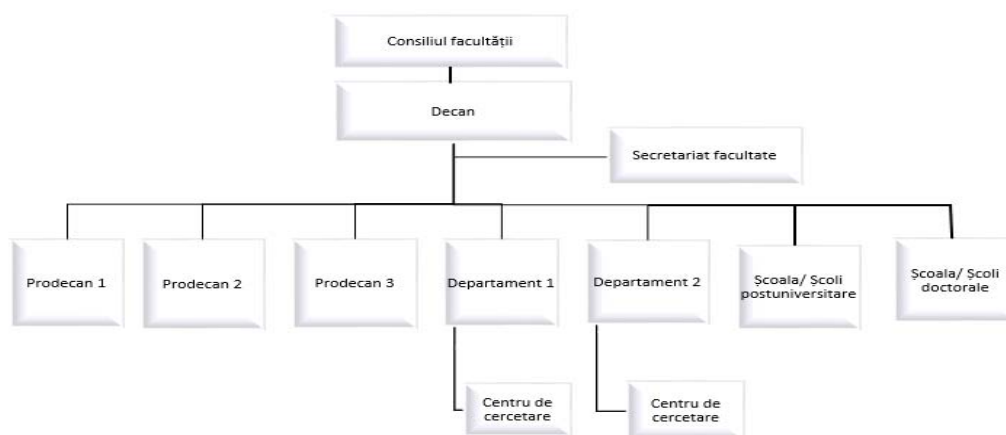 Consiliul facultății
Decan
Secretariat facultate
Prodecan 1
Prodecan 2
Prodecan 3
Departament 1
Departament 2
Școala/ Școli
postuniversitare
Școala/ Școli
doctorale
Centru de
cercetare
Centru de
cercetare